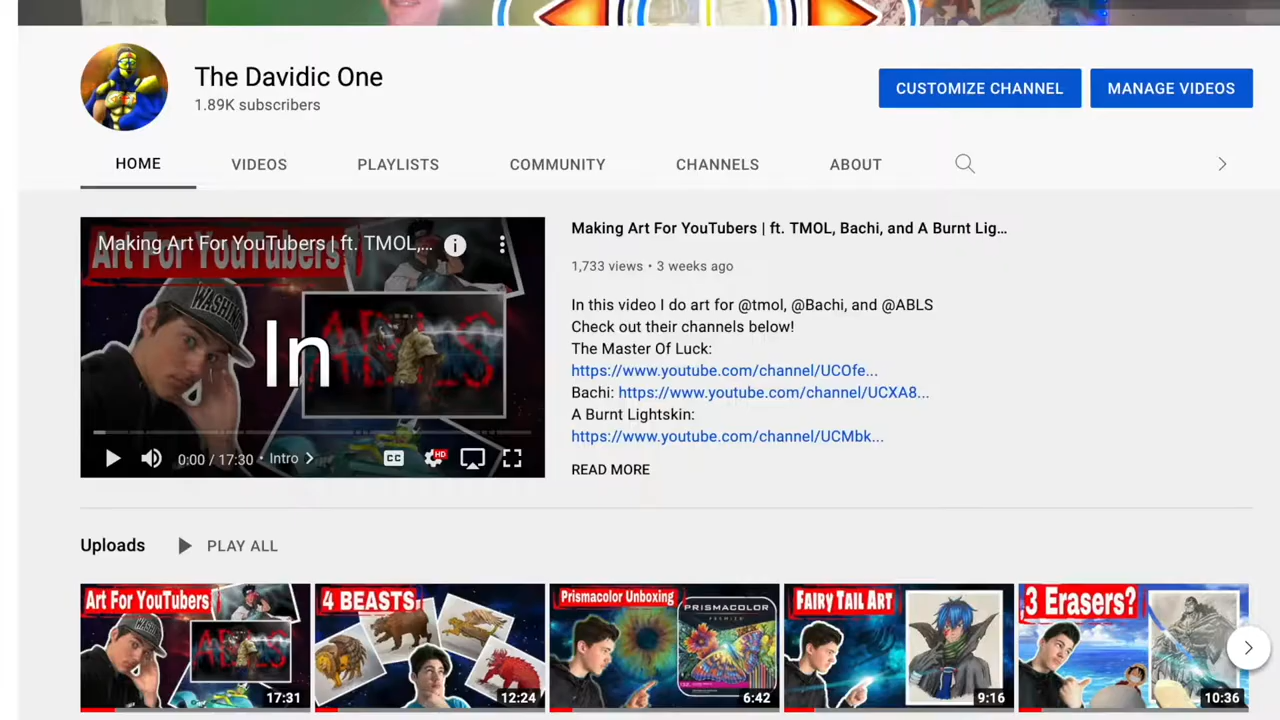 The Davidic One
1.89K subscribers
CUSTOMIZE CHANNEL
MANAGE VIDEOS
HOME
VIDEOS
PLAYLISTS
COMMUNITY
CHANNELS
ABOUT
Making Art For YouTubers | ft. TMOL,...
Art For YouTubers
WASHING
ABLS
In
0:00 / 17:30 • Intro
CC
HD
Making Art For YouTubers | ft. TMOL, Bachi, and A Burnt Lig...
1,733 views • 3 weeks ago
In this video I do art for @tmol, @Bachi, and @ABLS
Check out their channels below!
The Master Of Luck:
https://www.youtube.com/channel/UCOfe...
Bachi: https://www.youtube.com/channel/UCXA8...
A Burnt Lightskin:
https://www.youtube.com/channel/UCMbk...
READ MORE
Uploads
PLAY ALL
Art For YouTubers
ABLS
17:31
4 BEASTS
12:24
Prismacolor Unboxing
PRISMACOLOR
PREMIER
6:42
FAIRY TAIL ART
9:16
3 Erasers?
10:36